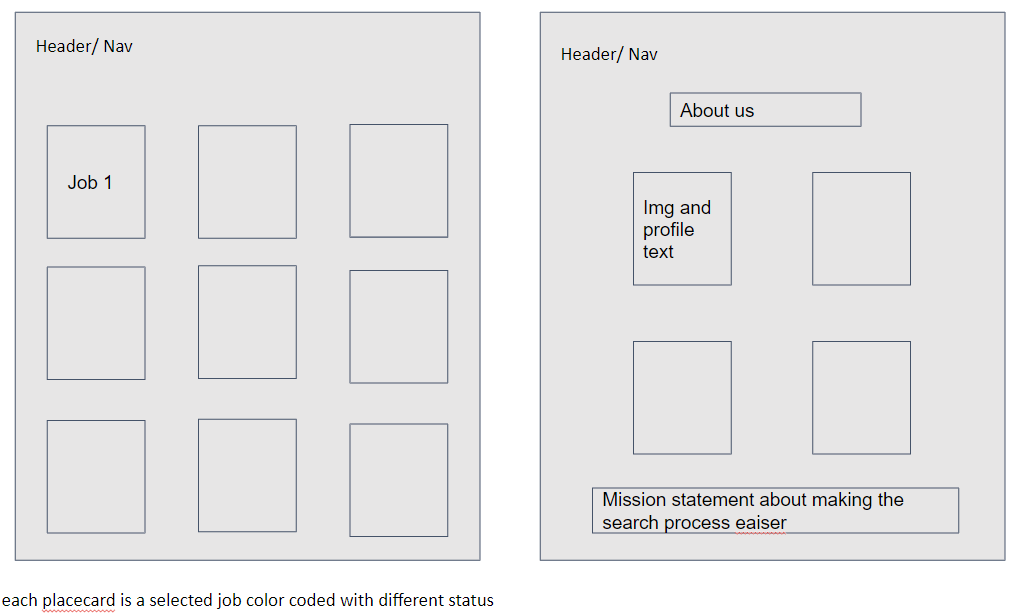 Header/ Nav
Job 1
Header/ Nav
About us
Img and
profile
text
Mission statement about making the
search process eaiser
each placecard is a selected job color coded with different status